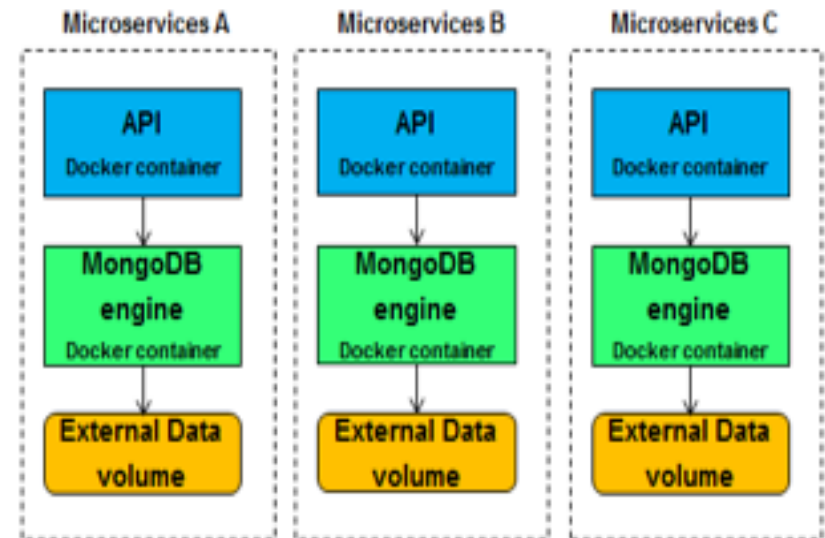 Microservices A
API
Docker container
MongoDB
engine
Docker container
External Data
volume
Microservices B
API
Docker container
MongoDB
engine
Docker container
External Data
volume
Microservices C
API
Docker container
MongoDB
engine
Docker container
External Data
volume